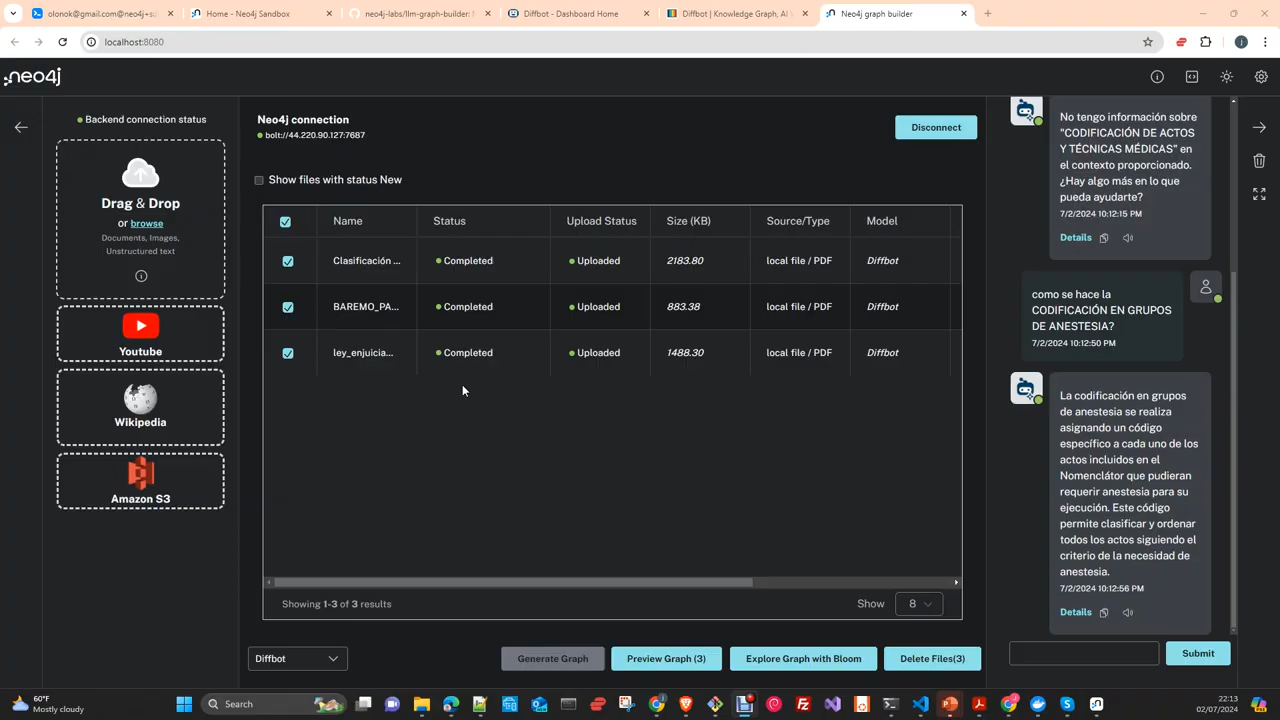 olonok@gmail.com@neo4j+s
Home - Neo4j Sandbox
neo4j-labs/llm-graph-builder:
Diffbot - Dashboard Home
Diffbot | Knowledge Graph, AI
Neo4j graph builder
localhost:8080
neo4j
Backend connection status
Drag & Drop
or browse
Documents, Images,
Unstructured text
Youtube
Wikipedia
Amazon S3
Neo4j connection
bolt://44.220.90.127:7687
Disconnect
Show files with status New
Name Status Upload Status Size (KB) Source/Type Model
Clasificación ... Completed Uploaded 2183.80 local file / PDF Diffbot
BAREMO_PA... Completed Uploaded 883.38 local file / PDF Diffbot
ley_enjuicia... Completed Uploaded 1488.30 local file / PDF Diffbot
Showing 1-3 of 3 results
Show 8
Diffbot
Generate Graph
Preview Graph (3)
Explore Graph with Bloom
Delete Files(3)
No tengo información sobre
"CODIFICACIÓN DE ACTOS
Y TÉCNICAS MÉDICAS" en
el contexto proporcionado.
¿Hay algo más en lo que
pueda ayudarte?
7/2/2024 10:12:15 PM
Details
como se hace la
CODIFICACIÓN EN GRUPOS
DE ANESTESIA?
7/2/2024 10:12:50 PM
La codificación en grupos
de anestesia se realiza
asignando un código
específico a cada uno de los
actos incluidos en el
Nomenclátor que pudieran
requerir anestesia para su
ejecución. Este código
permite clasificar y ordenar
todos los actos siguiendo el
criterio de la necesidad de
anestesia.
7/2/2024 10:12:56 PM
Details
Submit
60°F
Mostly cloudy
Search
22:13
02/07/2024